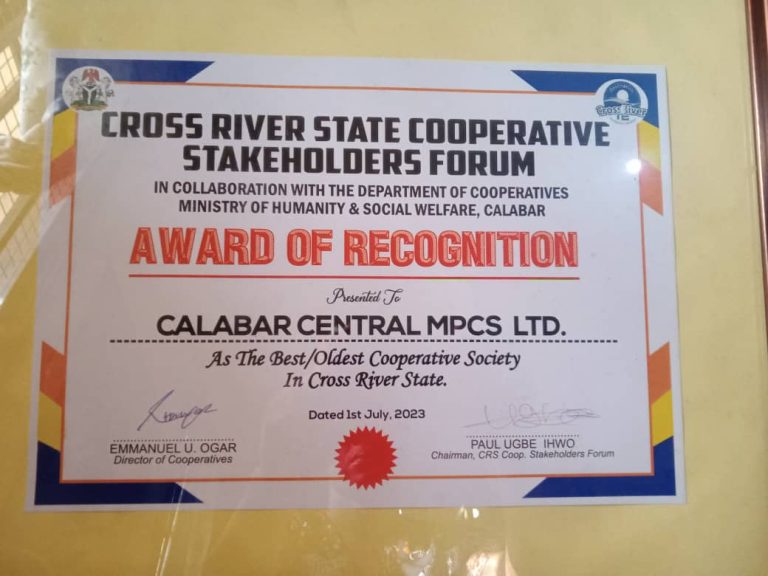 Cross River
CROSS RIVER STATE COOPERATIVE
STAKEHOLDERS FORUM
IN COLLABORATION WITH THE DEPARTMENT OF COOPERATIVES
MINISTRY OF HUMANITY & SOCIAL WELFARE, CALABAR
AWARD OF RECOGNITION
Presented To
CALABAR CENTRAL MPCS LTD.
As The Best/Oldest Cooperative Society
In Cross River State.
Dated 1st July, 2023
EMMANUEL U. OGAR
Director of Cooperatives
PAUL UGBE IHWO
Chairman, CRS Coop. Stakeholders Forum